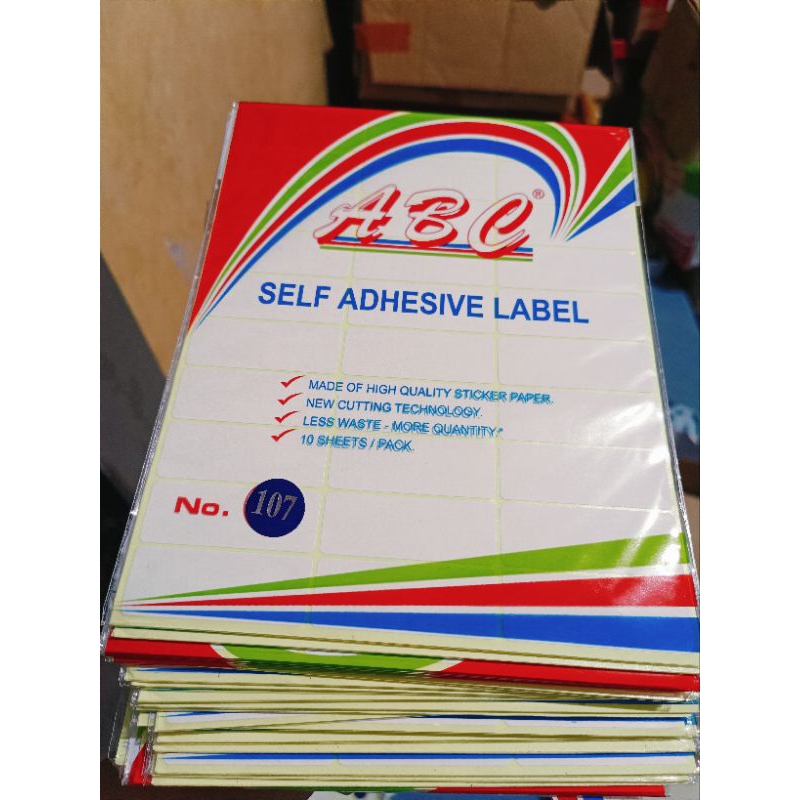 ABC®
SELF ADHESIVE LABEL
MADE OF HIGH QUALITY STICKER PAPER.
NEW CUTTING TECHNOLOGY.
LESS WASTE - MORE QUANTITY*
10 SHEETS / PACK
No. 107